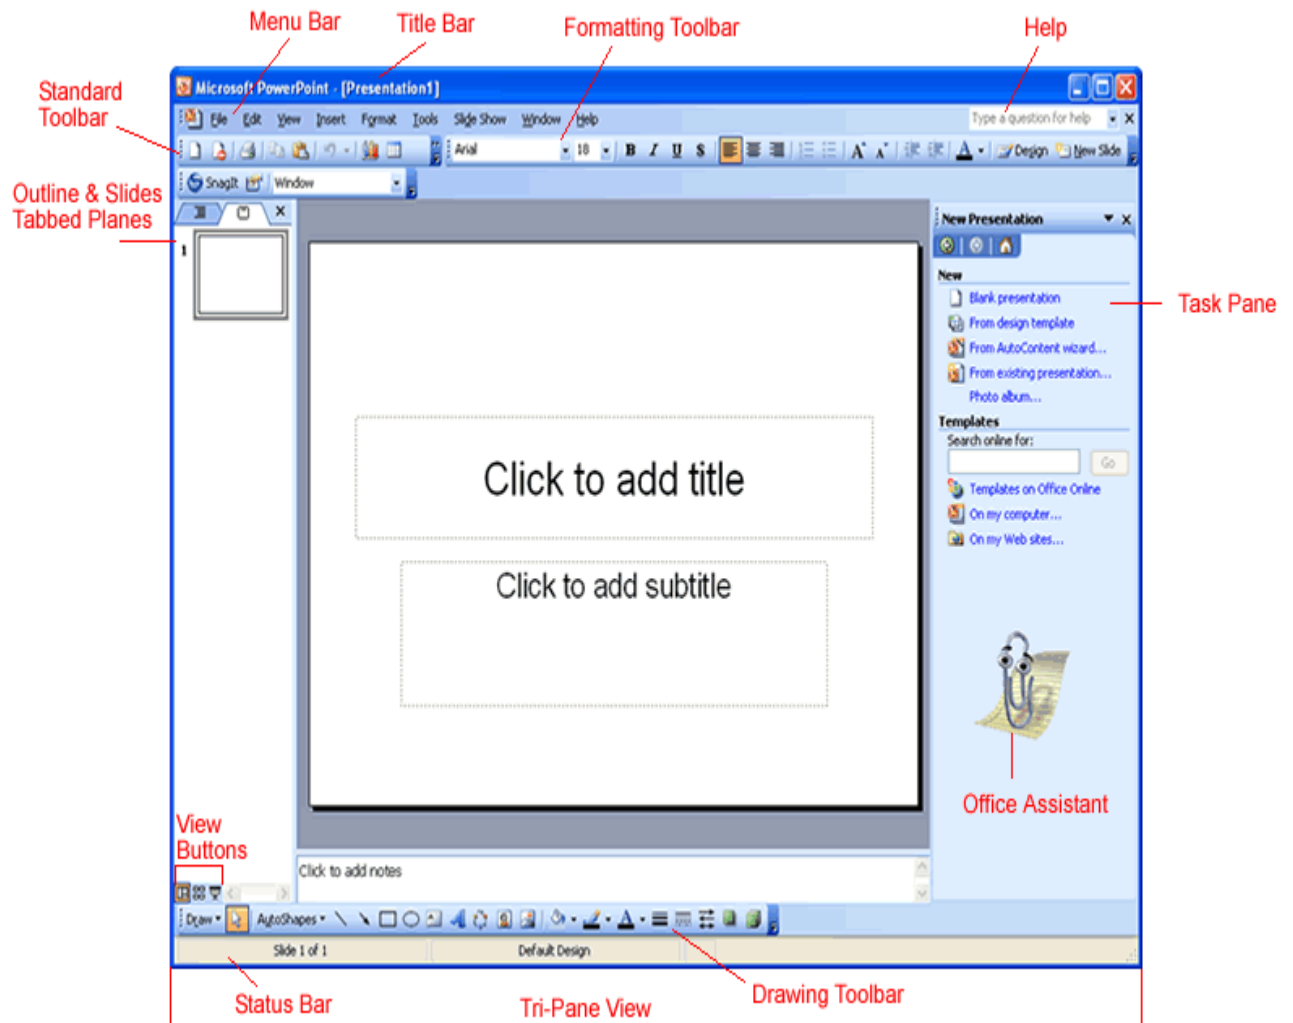 Menu Bar
Title Bar
Formatting Toolbar
Help
Standard
Toolbar
Microsoft PowerPoint - [Presentation1]
File Edit View Insert Format Tools Slide Show Window Help
Type a question for help
Arial 18 B I U S A A A Design New Slide
SnagIt Window
Outline & Slides
Tabbed Planes
1
New Presentation
New
Blank presentation
From design template
From AutoContent wizard...
From existing presentation...
Photo album...
Task Pane
Templates
Search online for:
Go
Templates on Office Online
On my computer...
On my Web sites...
Click to add title
Click to add subtitle
Office Assistant
View
Buttons
Click to add notes
Draw AutoShapes A A
Slide 1 of 1 Default Design
Status Bar
Tri-Pane View
Drawing Toolbar